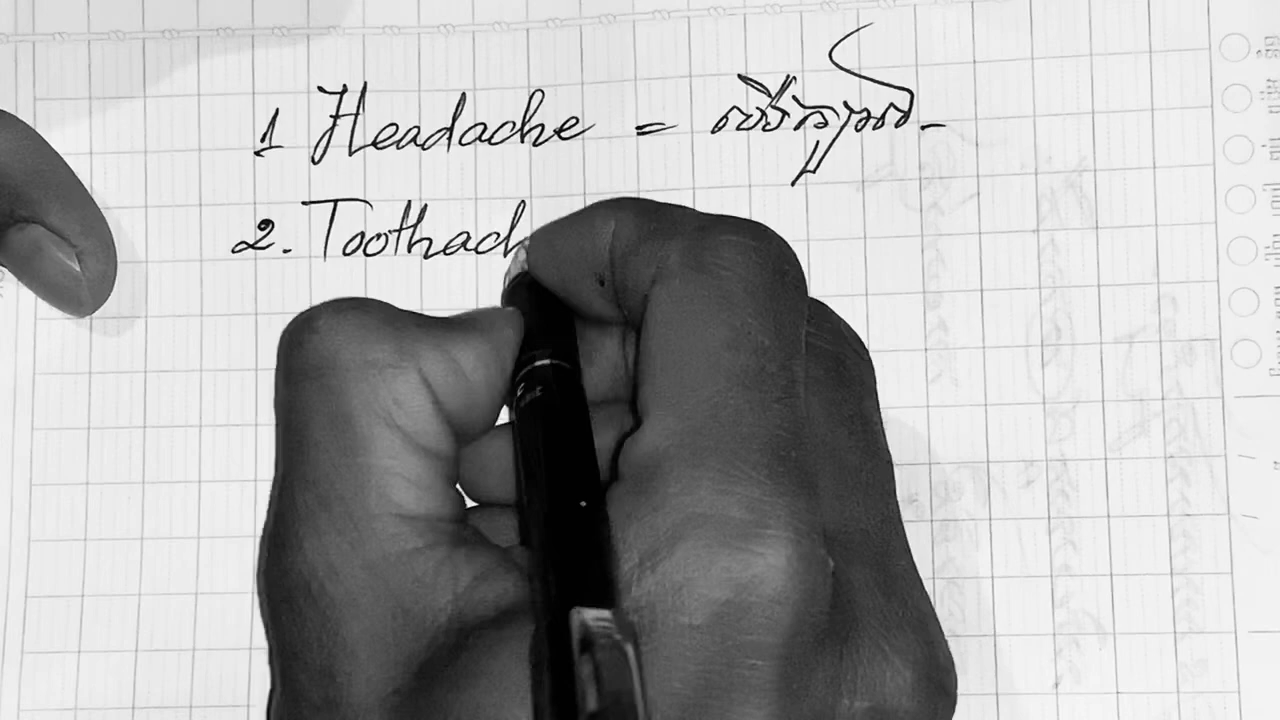 1 Headache = ឈឺក្បាល -
2. Toothach